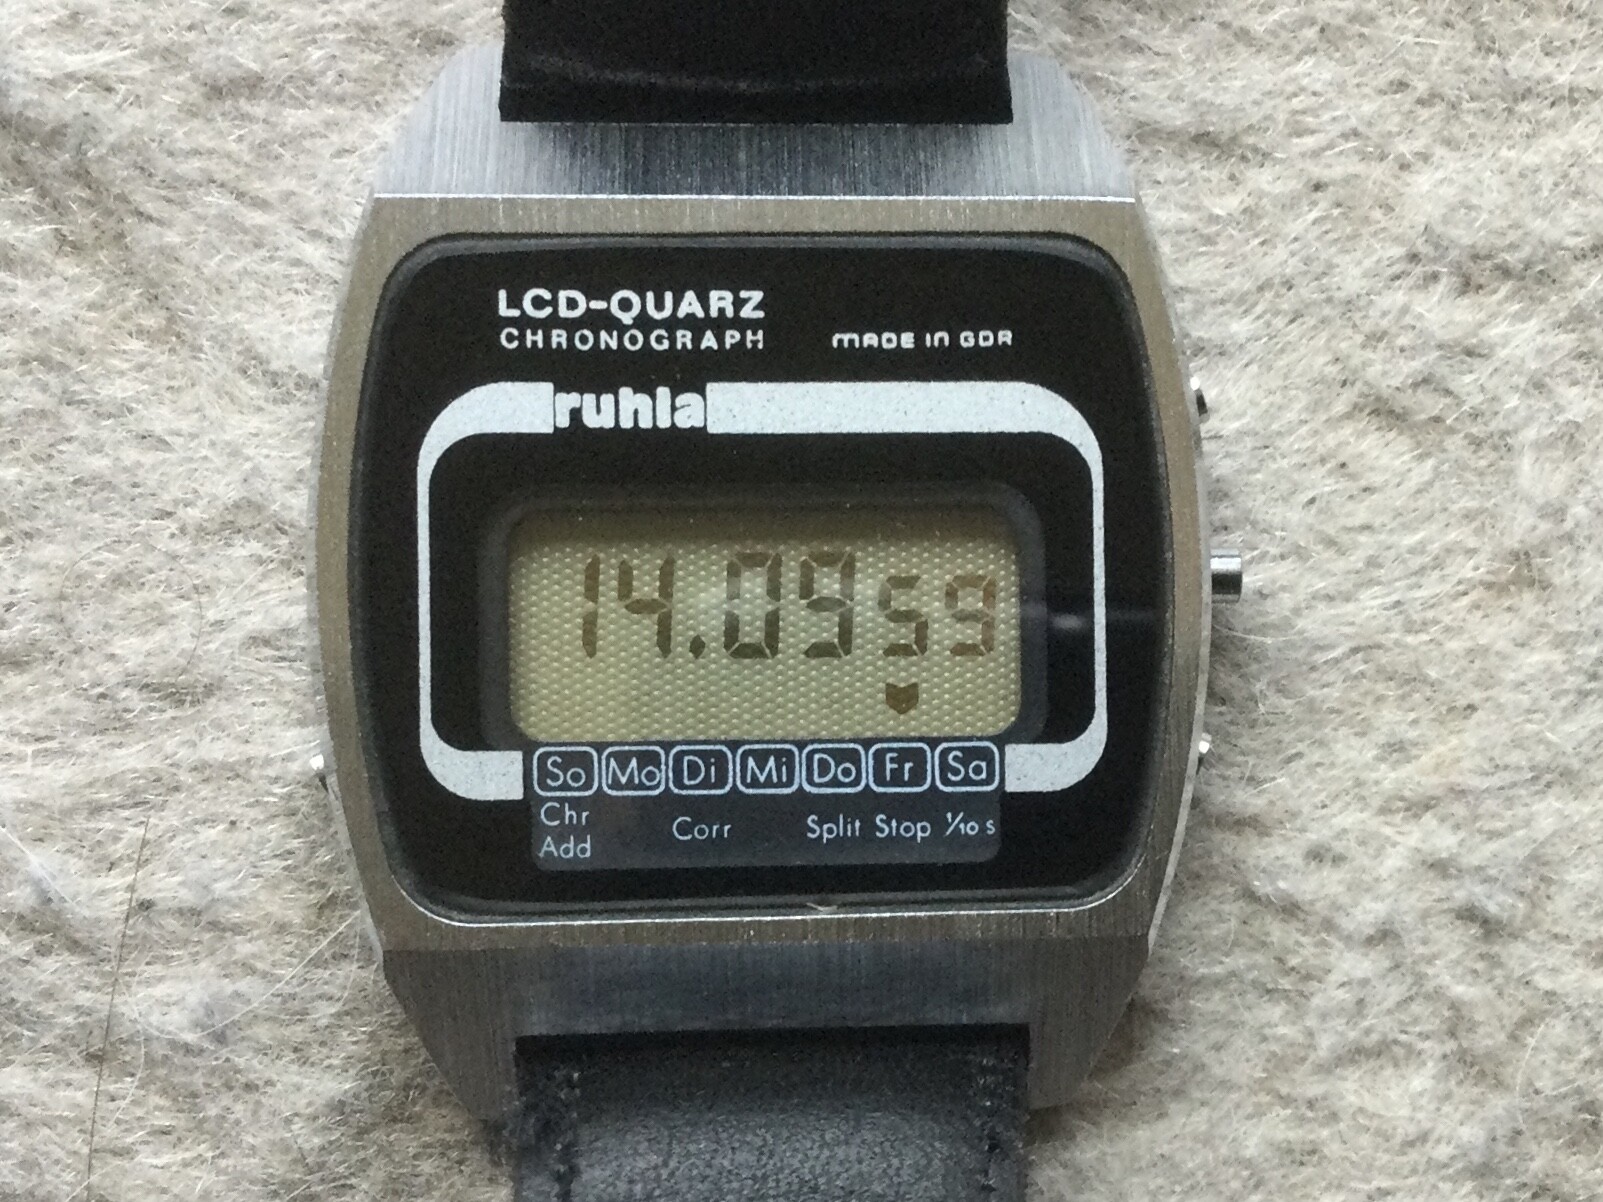 LCD-QUARZ
CHRONOGRAPH MADE IN GDR
ruhla
14.09 59
So Mo Di Mi Do Fr Sa
Chr Corr Split Stop 1/10 s
Add